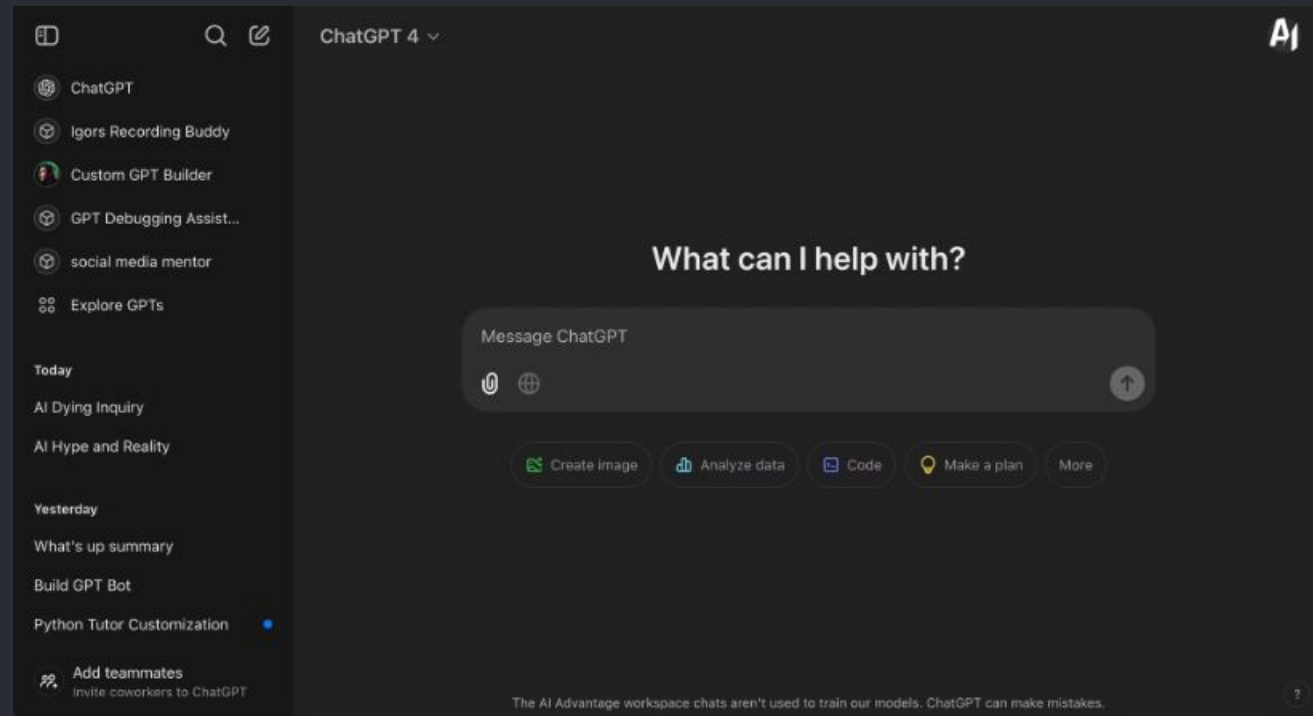 ChatGPT 4
AI
ChatGPT
Igors Recording Buddy
Custom GPT Builder
GPT Debugging Assist...
social media mentor
Explore GPTs
Today
AI Dying Inquiry
AI Hype and Reality
Yesterday
What's up summary
Build GPT Bot
Python Tutor Customization
Add teammates
Invite coworkers to ChatGPT
What can I help with?
Message ChatGPT
Create image
Analyze data
Code
Make a plan
More
The AI Advantage workspace chats aren't used to train our models. ChatGPT can make mistakes.
?